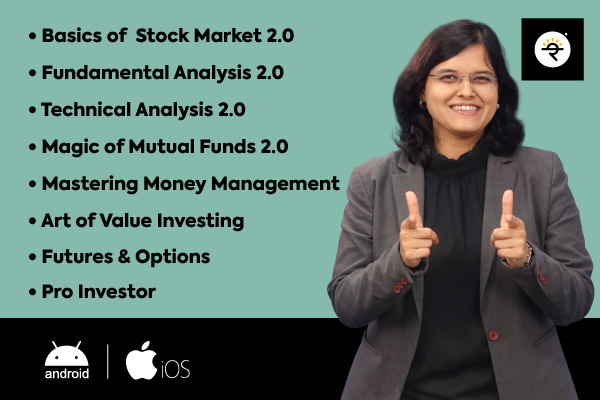 • Basics of Stock Market 2.0
• Fundamental Analysis 2.0
• Technical Analysis 2.0
• Magic of Mutual Funds 2.0
• Mastering Money Management
• Art of Value Investing
• Futures & Options
• Pro Investor
android
iOS